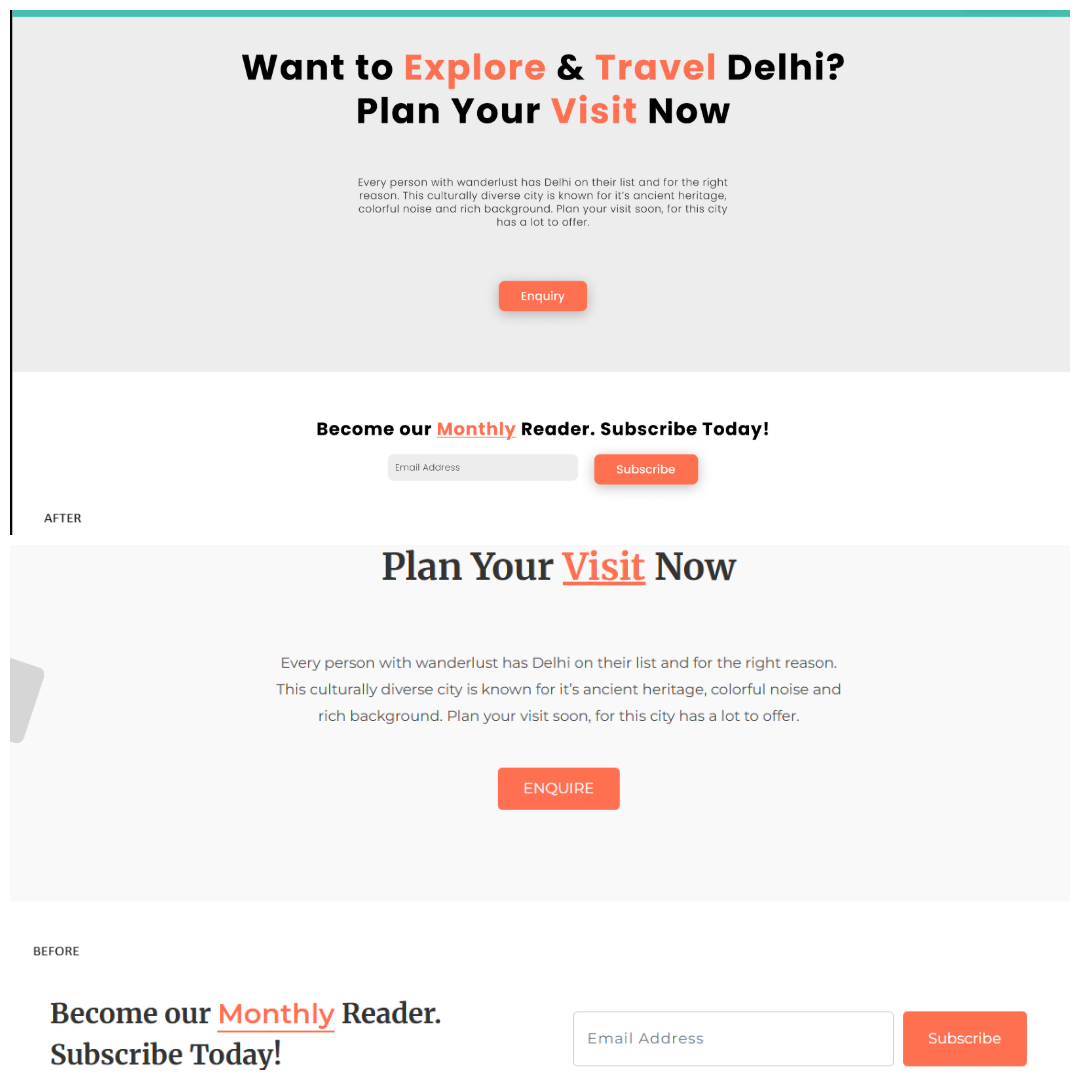 Want to Explore & Travel Delhi?
Plan Your Visit Now
Every person with wanderlust has Delhi on their list and for the right
reason. This culturally diverse city is known for it's ancient heritage,
colorful noise and rich background. Plan your visit soon, for this city
has a lot to offer.
Enquiry
Become our Monthly Reader. Subscribe Today!
Email Address
Subscribe
AFTER
Plan Your Visit Now
Every person with wanderlust has Delhi on their list and for the right reason.
This culturally diverse city is known for it's ancient heritage, colorful noise and
rich background. Plan your visit soon, for this city has a lot to offer.
ENQUIRE
BEFORE
Become our Monthly Reader.
Subscribe Today!
Email Address
Subscribe